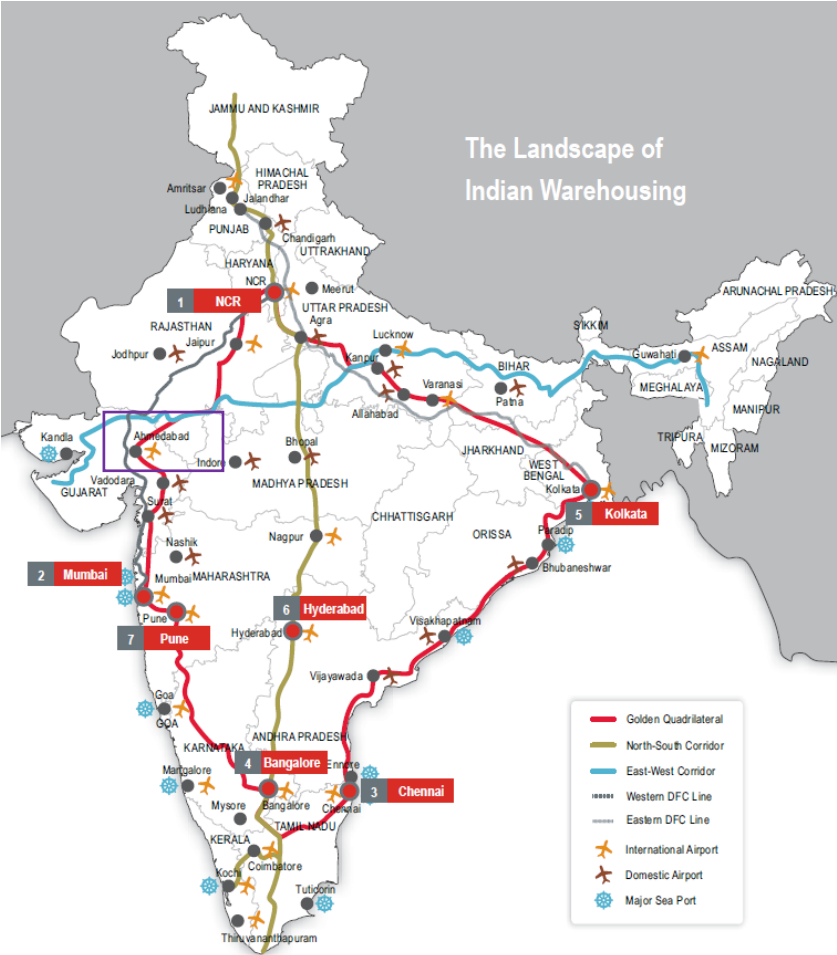 The Landscape of
Indian Warehousing
JAMMU AND KASHMIR
HIMACHAL
PRADESH
Amritsar
Jalandhar
Ludhiana
PUNJAB
Chandigarh
UTTRAKHAND
HARYANA
NCR
Meerut
1 NCR
UTTAR PRADESH
ARUNACHAL PRADESH
RAJASTHAN
Agra
SIKKIM
Jaipur
Lucknow
ASSAM
Jodhpur
Kanpur
Guwahati
NAGALAND
BIHAR
Varanasi
Patna
MEGHALAYA
Allahabad
MANIPUR
Kandla
Ahmedabad
Bhopal
TRIPURA
MIZORAM
JHARKHAND
Indore
WEST
BENGAL
Vadodara
MADHYA PRADESH
GUJARAT
Kolkata
Surat
CHHATTISGARH
5 Kolkata
ORISSA
Paradip
Nagpur
Nashik
Bhubaneshwar
2 Mumbai
Mumbai
MAHARASHTRA
6 Hyderabad
Pune
7 Pune
Hyderabad
Visakhapatnam
Vijayawada
Goa
GOA
ANDHRA PRADESH
KARNATAKA
4 Bangalore
Ennore
Mangalore
3 Chennai
Bangalore
Chennai
Mysore
TAMIL NADU
KERALA
Coimbatore
Kochi
Tuticorin
Thiruvananthapuram
Golden Quadrilateral
North-South Corridor
East-West Corridor
Western DFC Line
Eastern DFC Line
International Airport
Domestic Airport
Major Sea Port